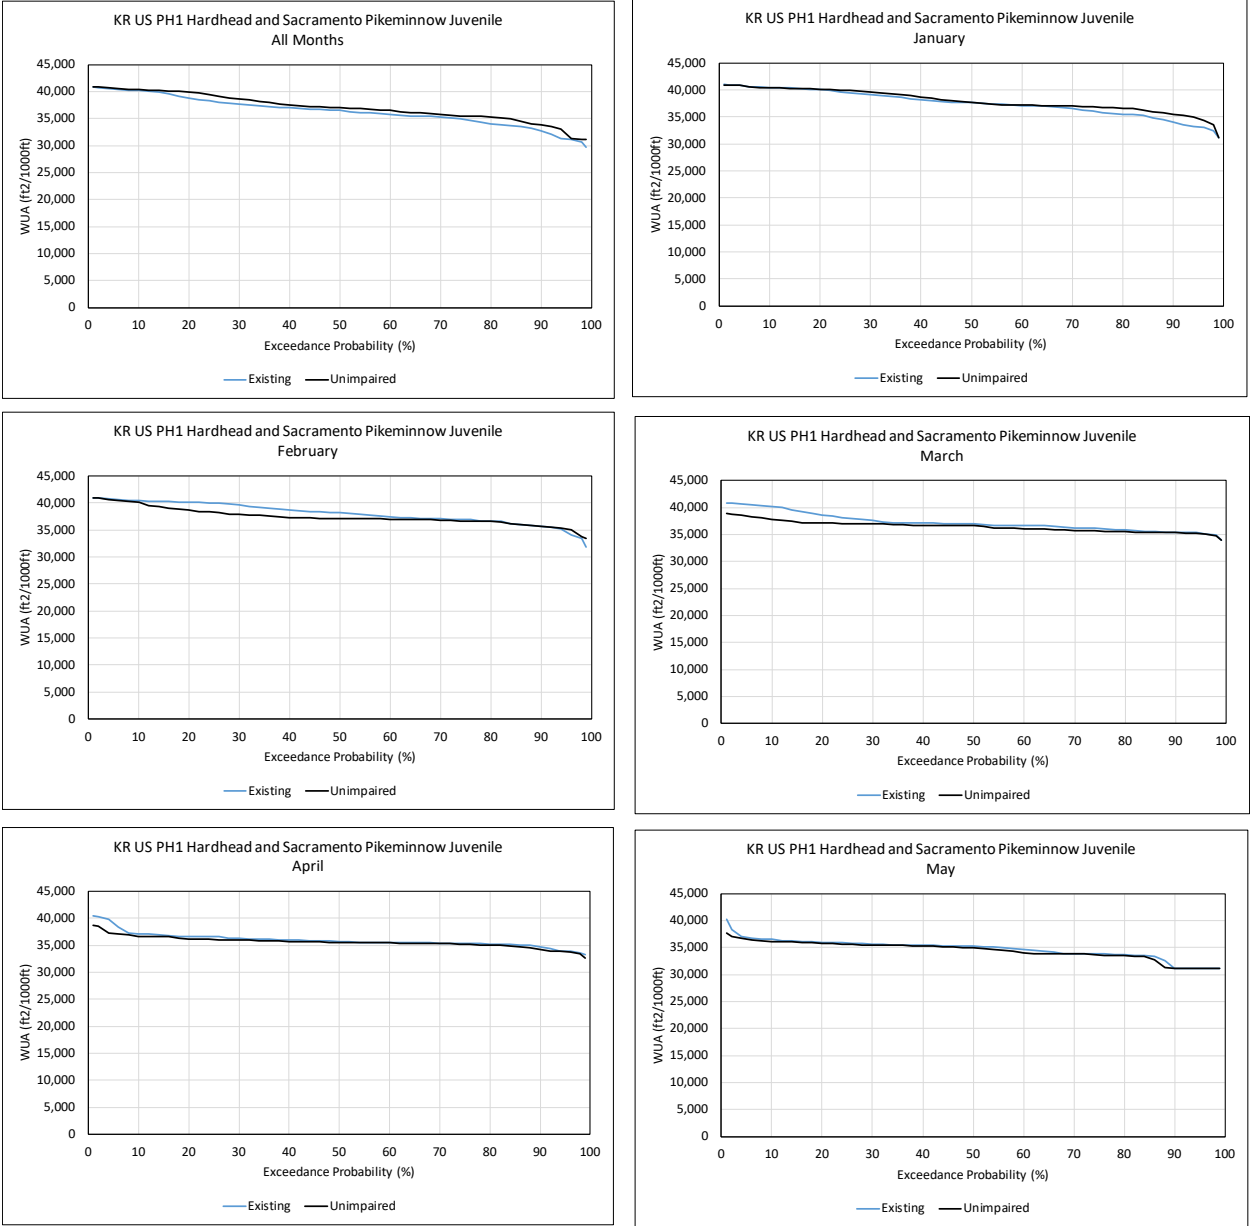 KR US PH1 Hardhead and Sacramento Pikeminnow Juvenile
All Months
45,000
40,000
35,000
30,000
25,000
20,000
15,000
10,000
5,000
0
WUA (ft2/1000ft)
0 10 20 30 40 50 60 70 80 90 100
Exceedance Probability (%)
Existing Unimpaired
KR US PH1 Hardhead and Sacramento Pikeminnow Juvenile
January
45,000
40,000
35,000
30,000
25,000
20,000
15,000
10,000
5,000
0
WUA (ft2/1000ft)
0 10 20 30 40 50 60 70 80 90 100
Exceedance Probability (%)
Existing Unimpaired
KR US PH1 Hardhead and Sacramento Pikeminnow Juvenile
February
45,000
40,000
35,000
30,000
25,000
20,000
15,000
10,000
5,000
0
WUA (ft2/1000ft)
0 10 20 30 40 50 60 70 80 90 100
Exceedance Probability (%)
Existing Unimpaired
KR US PH1 Hardhead and Sacramento Pikeminnow Juvenile
March
45,000
40,000
35,000
30,000
25,000
20,000
15,000
10,000
5,000
0
WUA (ft2/1000ft)
0 10 20 30 40 50 60 70 80 90 100
Exceedance Probability (%)
Existing Unimpaired
KR US PH1 Hardhead and Sacramento Pikeminnow Juvenile
April
45,000
40,000
35,000
30,000
25,000
20,000
15,000
10,000
5,000
0
WUA (ft2/1000ft)
0 10 20 30 40 50 60 70 80 90 100
Exceedance Probability (%)
Existing Unimpaired
KR US PH1 Hardhead and Sacramento Pikeminnow Juvenile
May
45,000
40,000
35,000
30,000
25,000
20,000
15,000
10,000
5,000
0
WUA (ft2/1000ft)
0 10 20 30 40 50 60 70 80 90 100
Exceedance Probability (%)
Existing Unimpaired